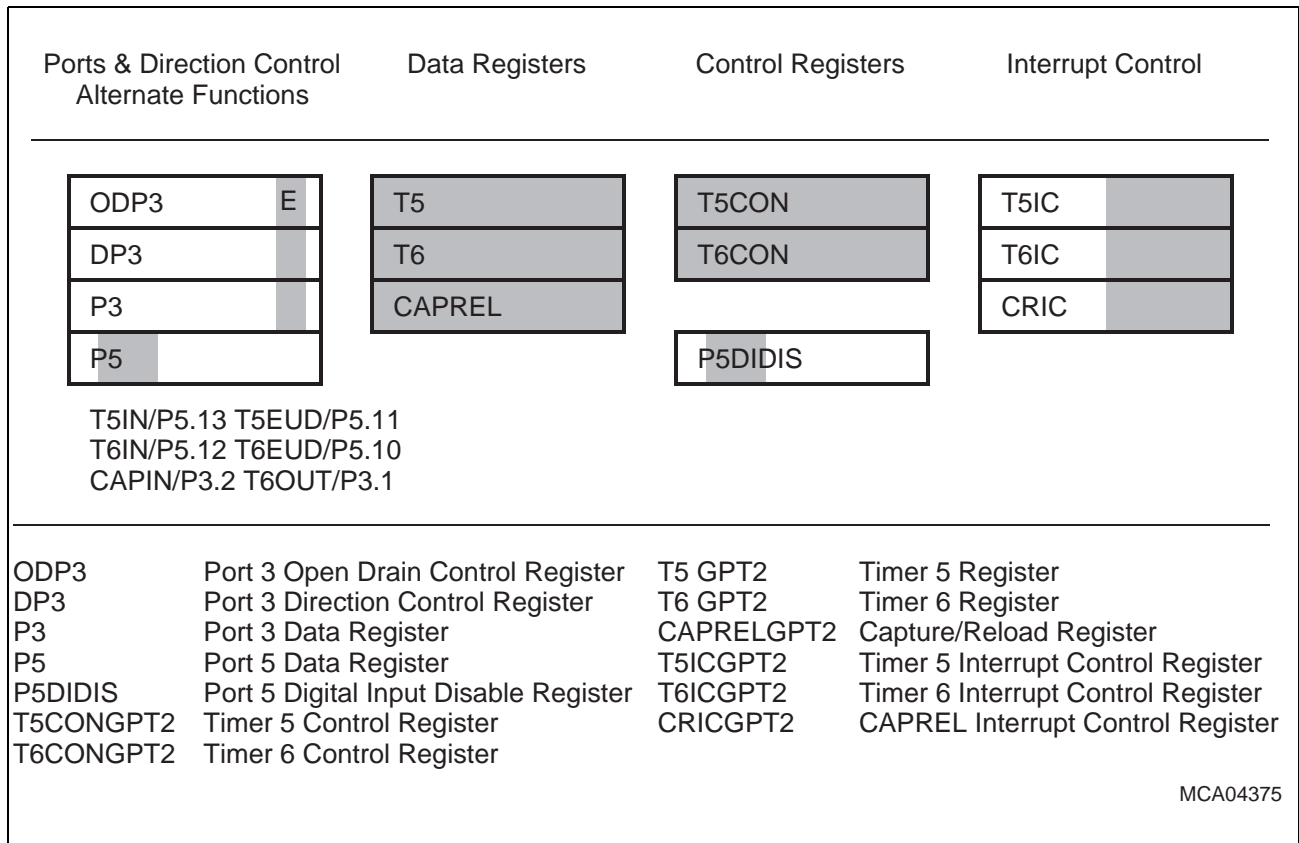 Ports & Direction Control Data Registers Control Registers Interrupt Control
Alternate Functions
ODP3 E T5 T5CON T5IC
DP3 T6 T6CON T6IC
P3 CAPREL CRIC
P5 P5DIDIS
T5IN/P5.13 T5EUD/P5.11
T6IN/P5.12 T6EUD/P5.10
CAPIN/P3.2 T6OUT/P3.1
ODP3 Port 3 Open Drain Control Register T5 GPT2 Timer 5 Register
DP3 Port 3 Direction Control Register T6 GPT2 Timer 6 Register
P3 Port 3 Data Register CAPRELGPT2 Capture/Reload Register
P5 Port 5 Data Register T5ICGPT2 Timer 5 Interrupt Control Register
P5DIDIS Port 5 Digital Input Disable Register T6ICGPT2 Timer 6 Interrupt Control Register
T5CONGPT2 Timer 5 Control Register CRICGPT2 CAPREL Interrupt Control Register
T6CONGPT2 Timer 6 Control Register
MCA04375